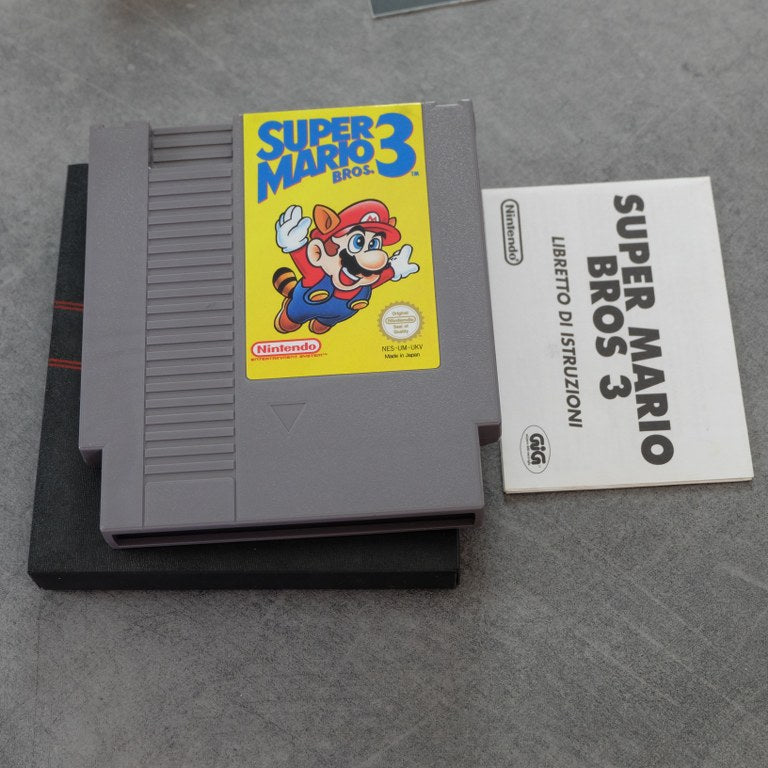 SUPER
MARIO 3
BROS.™
M
Original
Nintendo
Seal of
Quality
Nintendo
ENTERTAINMENT SYSTEM™
NES-UM-UKV
Made in Japan
Nintendo
SUPER MARIO
BROS 3
LIBRETTO DI ISTRUZIONI
GiG